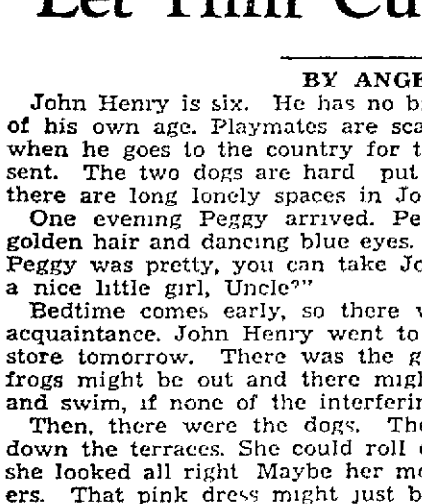 Let Him Cu
BY ANGE
John Henry is six. He has no b
of his own age. Playmates are sca
when he goes to the country for t
sent. The two dogs are hard put
there are long lonely spaces in Jo
One evening Peggy arrived. Pe
golden hair and dancing blue eyes.
Peggy was pretty, you can take Jo
a nice little girl, Uncle?"
Bedtime comes early, so there
acquaintance. John Henry went to
store tomorrow. There was the g
frogs might be out and there migh
and swim, if none of the interferin
Then, there were the dogs. The
down the terraces. She could roll
she looked all right Maybe her mo
ers. That pink dress might just b